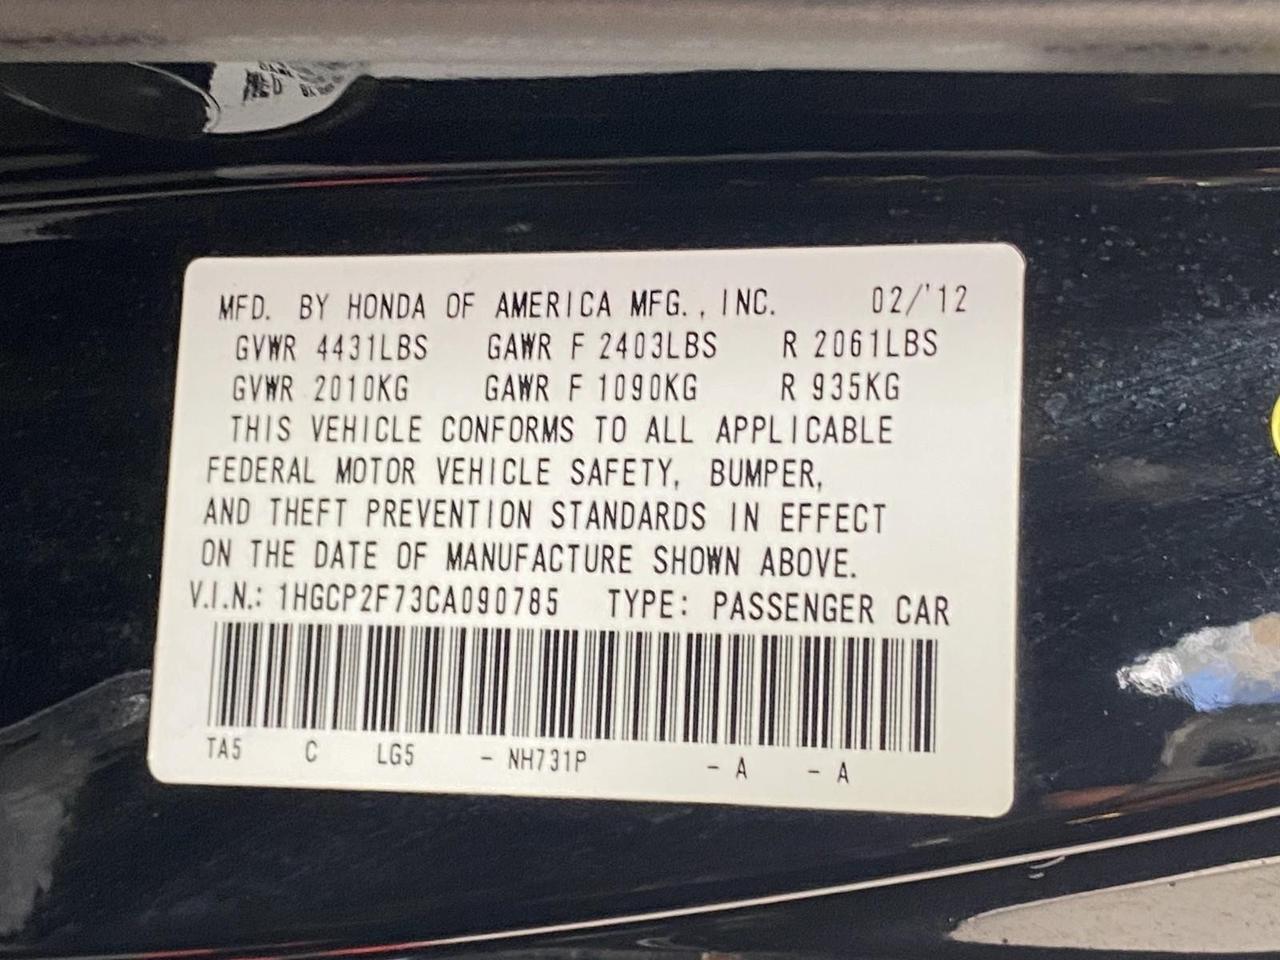 MFD. BY HONDA OF AMERICA MFG., INC. 02/'12
GVWR 4431LBS GAWR F 2403LBS R 2061LBS
GVWR 2010KG GAWR F 1090KG R 935KG
THIS VEHICLE CONFORMS TO ALL APPLICABLE
FEDERAL MOTOR VEHICLE SAFETY, BUMPER,
AND THEFT PREVENTION STANDARDS IN EFFECT
ON THE DATE OF MANUFACTURE SHOWN ABOVE.
V.I.N.: 1HGCP2F73CA090785 TYPE: PASSENGER CAR
TA5 C LG5 - NH731P - A - A